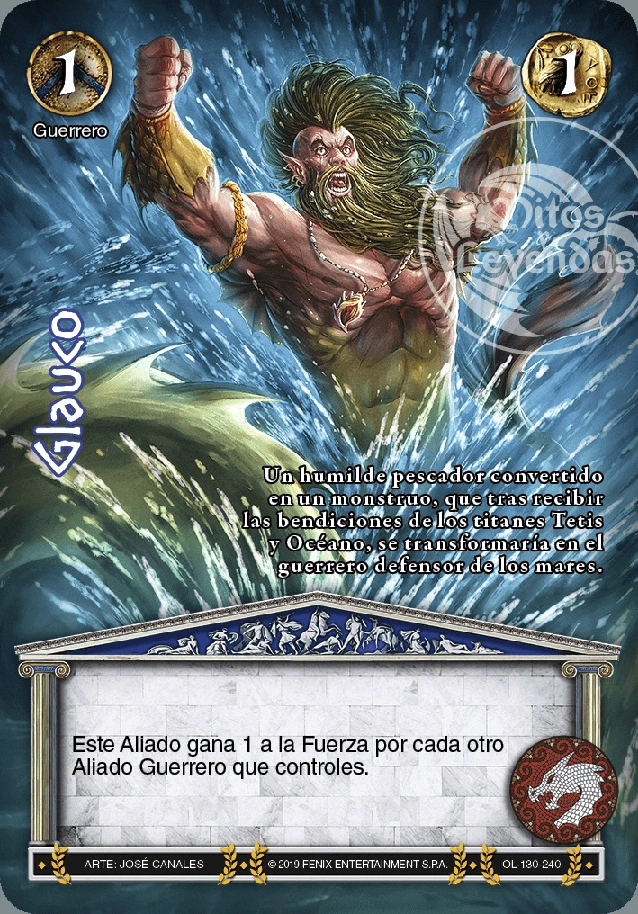 1
1
Guerrero
Mitos
Leyendas
Glauco
Un humilde pescador convertido
en un monstruo, que tras recibir
las bendiciones de los titanes Tetis
y Océano, se transformaría en el
guerrero defensor de los mares.
Este Aliado gana 1 a la Fuerza por cada otro
Aliado Guerrero que controles.
ARTE: JOSÉ CANALES
© 2019 FENIX ENTERTAINMENT S.P.A.
OL 130-240